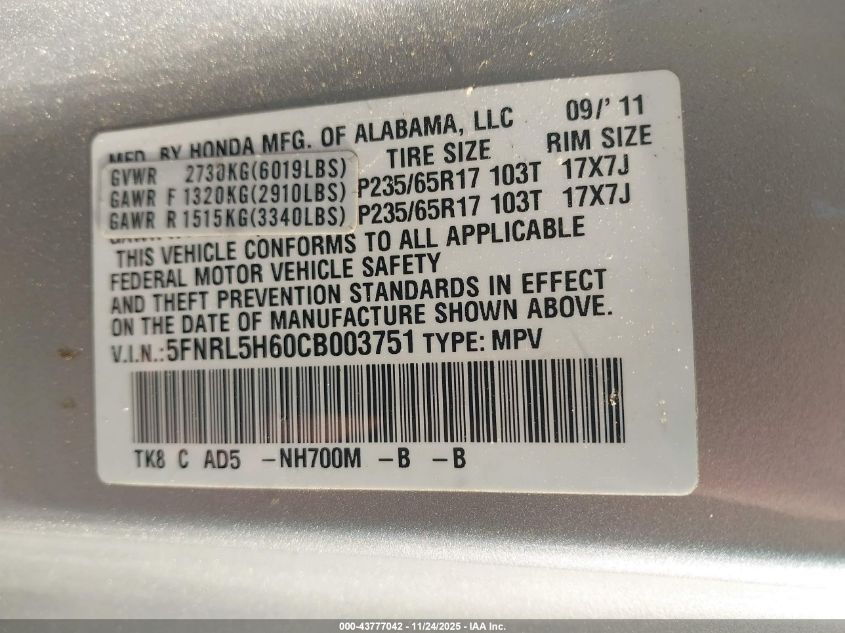 MFD. BY HONDA MFG. OF ALABAMA, LLC 09/'11
TIRE SIZE RIM SIZE
GVWR 2730KG(6019LBS)
GAWR F 1320KG(2910LBS) P235/65R17 103T 17X7J
GAWR R 1515KG(3340LBS) P235/65R17 103T 17X7J
THIS VEHICLE CONFORMS TO ALL APPLICABLE
FEDERAL MOTOR VEHICLE SAFETY
AND THEFT PREVENTION STANDARDS IN EFFECT
ON THE DATE OF MANUFACTURE SHOWN ABOVE.
V.I.N.:5FNRL5H60CB003751 TYPE: MPV
TK8 C AD5 -NH700M -B -B
000-43777042 - 11/24/2025 - IAA Inc.